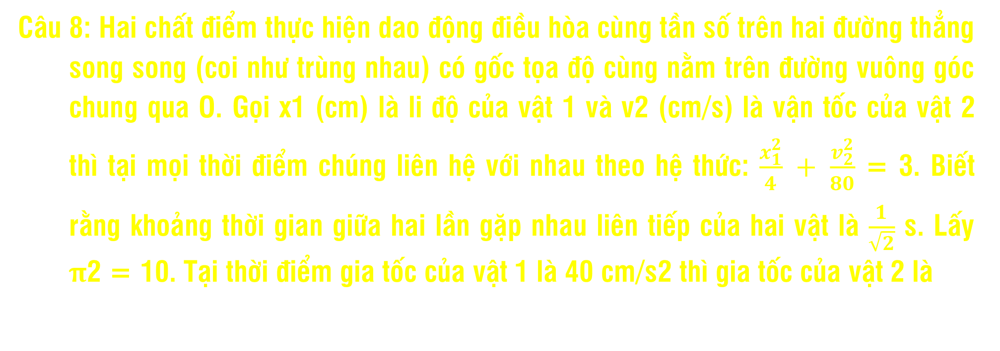 Câu 8: Hai chất điểm thực hiện dao động điều hòa cùng tần số trên hai đường thẳng
song song (coi như trùng nhau) có gốc tọa độ cùng nằm trên đường vuông góc
chung qua O. Gọi x1 (cm) là li độ của vật 1 và v2 (cm/s) là vận tốc của vật 2
thì tại mọi thời điểm chúng liên hệ với nhau theo hệ thức: $\frac{x_1^2}{4} + \frac{v_2^2}{80} = 3$. Biết
rằng khoảng thời gian giữa hai lần gặp nhau liên tiếp của hai vật là $\frac{1}{\sqrt{2}}$ s. Lấy
π2 = 10. Tại thời điểm gia tốc của vật 1 là 40 cm/s2 thì gia tốc của vật 2 là